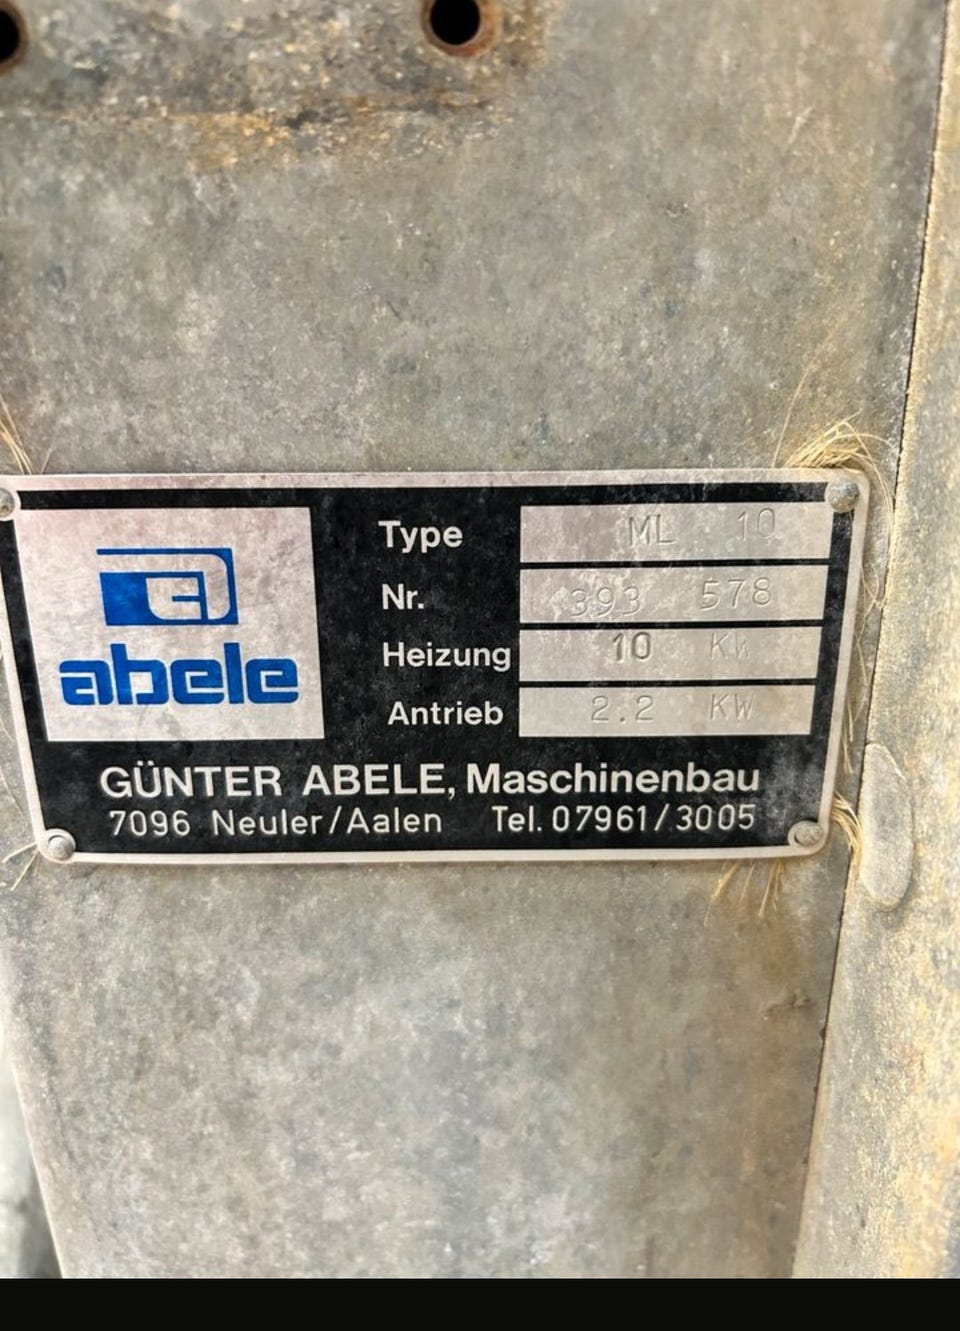 abele
Type ML 10
Nr. 393 578
Heizung 10 KW
Antrieb 2.2 KW
GÜNTER ABELE, Maschinenbau
7096 Neuler/Aalen Tel. 07961/3005